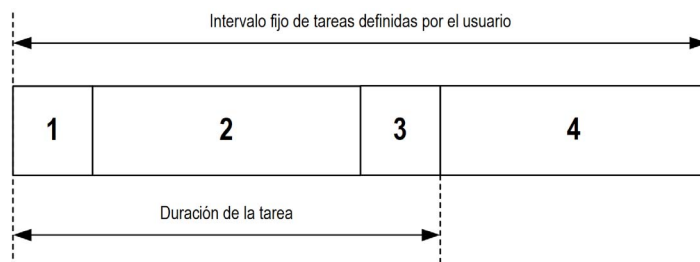 Intervalo fijo de tareas definidas por el usuario
1 2 3 4
Duración de la tarea